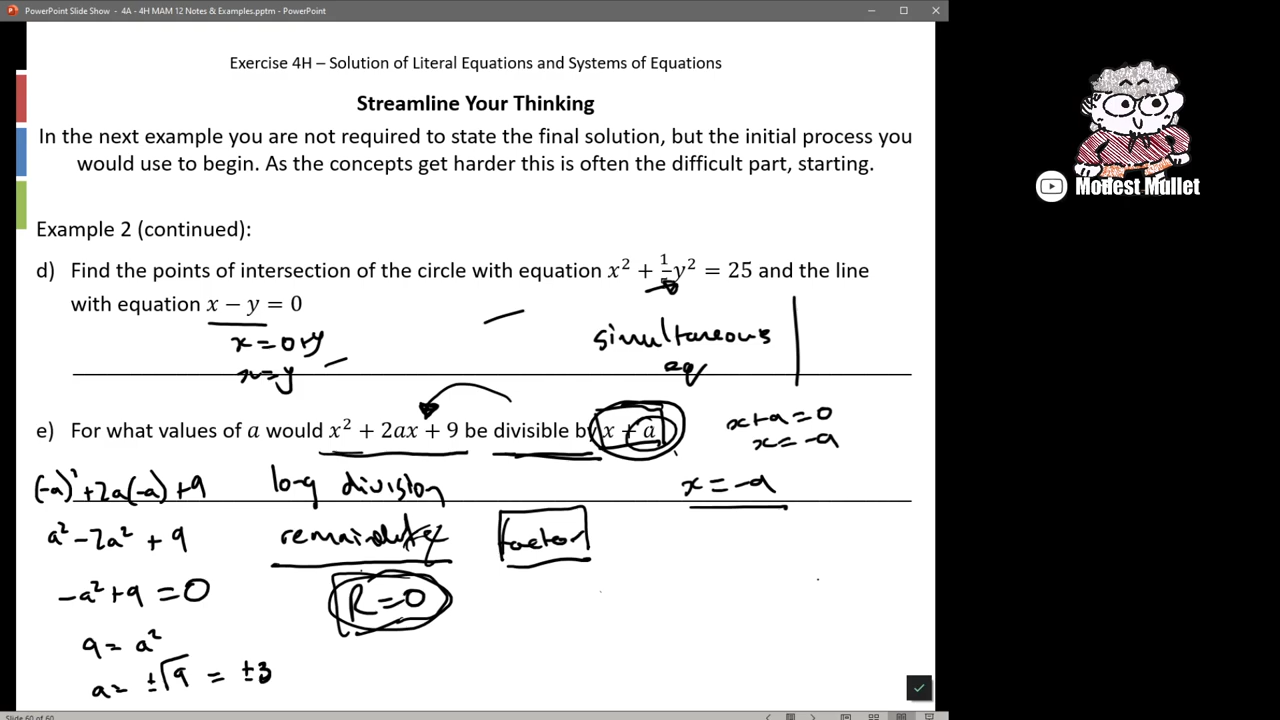 PowerPoint Slide Show - 4A - 4H MAM 12 Notes & Examples.pptm - PowerPoint
Exercise 4H – Solution of Literal Equations and Systems of Equations
Streamline Your Thinking
In the next example you are not required to state the final solution, but the initial process you
would use to begin. As the concepts get harder this is often the difficult part, starting.
Modest Mullet
Example 2 (continued):
d) Find the points of intersection of the circle with equation x² + 1/ y² = 25 and the line
with equation x − y = 0
x = 0 + y
x = y
simultaneous
eq
e) For what values of a would x² + 2ax + 9 be divisible by x + a
x + a = 0
x = -a
(-a)² + 2a(-a) + 9
long division
x = -a
a² - 2a² + 9
factor
-a² + 9 = 0
R = 0
9 = a²
a = ±√9 = ±3
Slide 60 of 60